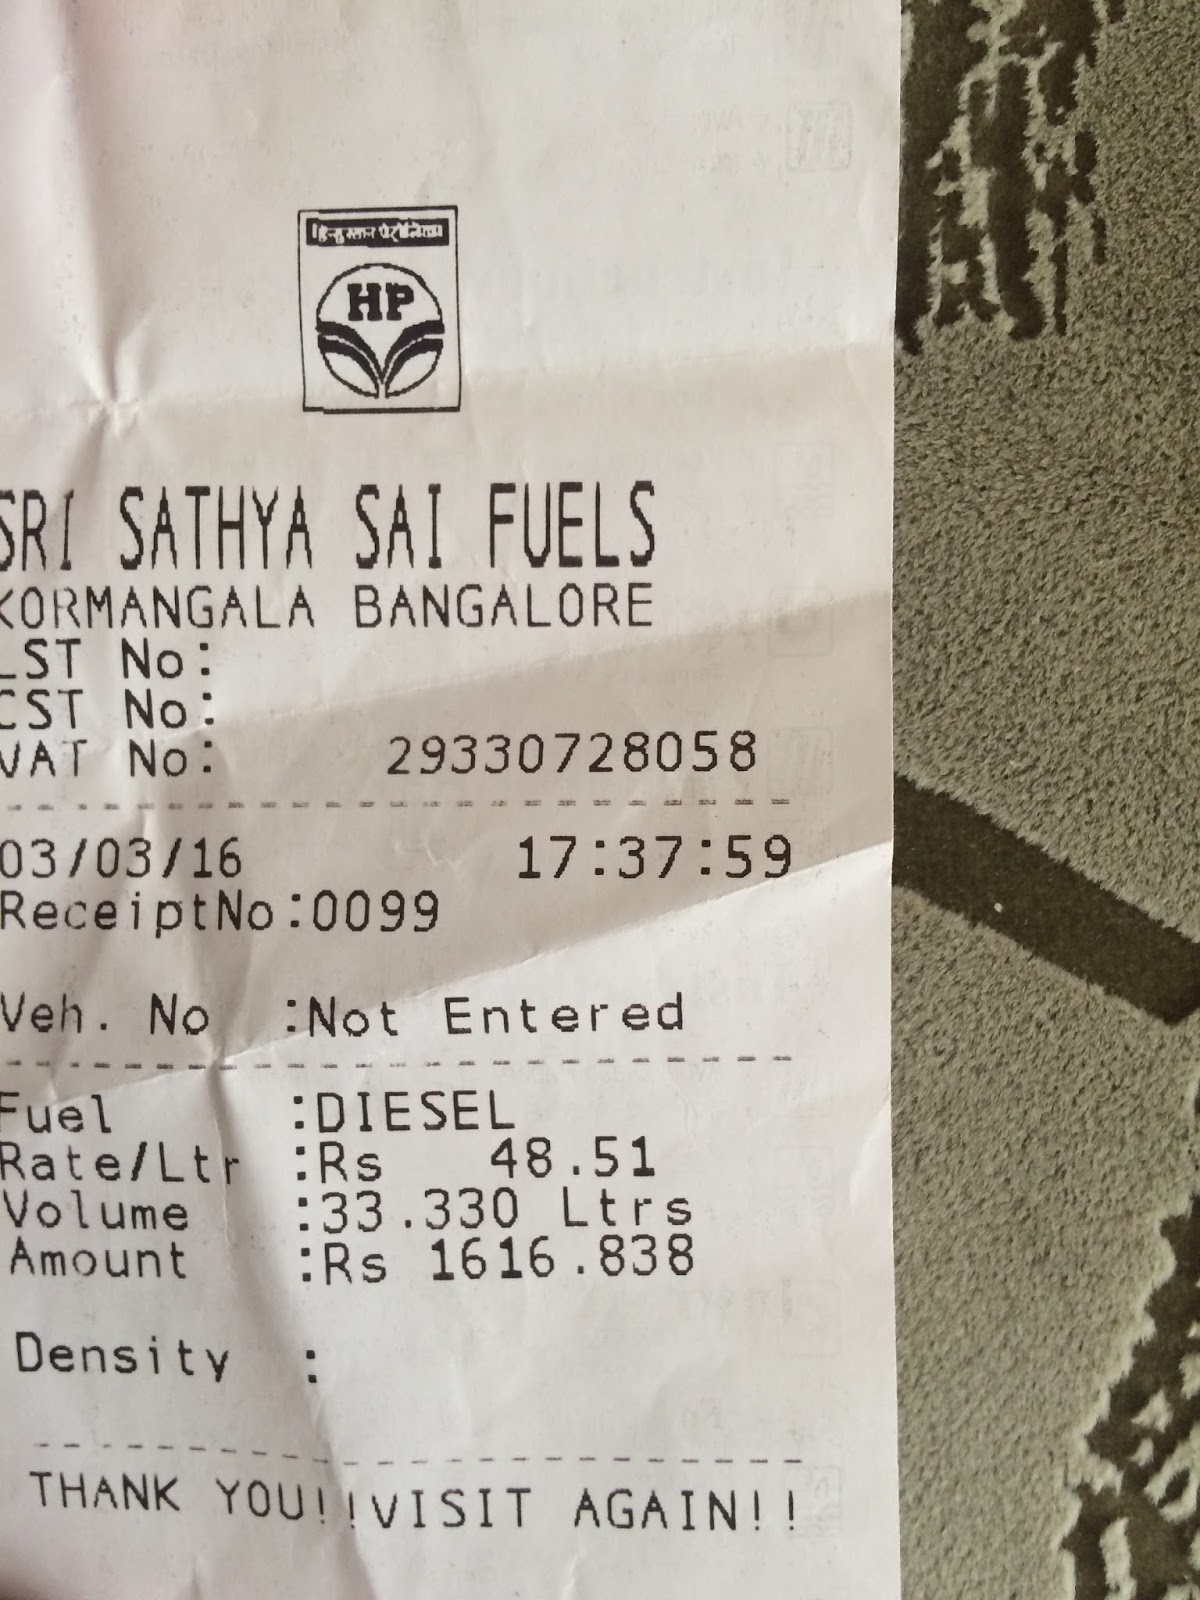 हिन्दुस्तान पेट्रोलियम
HP
SRI SATHYA SAI FUELS
KORMANGALA BANGALORE
LST No:
CST No:
VAT No: 29330728058
03/03/16 17:37:59
ReceiptNo:0099
Veh. No :Not Entered
Fuel :DIESEL
Rate/Ltr :Rs 48.51
Volume :33.330 Ltrs
Amount :Rs 1616.838
Density :
THANK YOU!!VISIT AGAIN!!